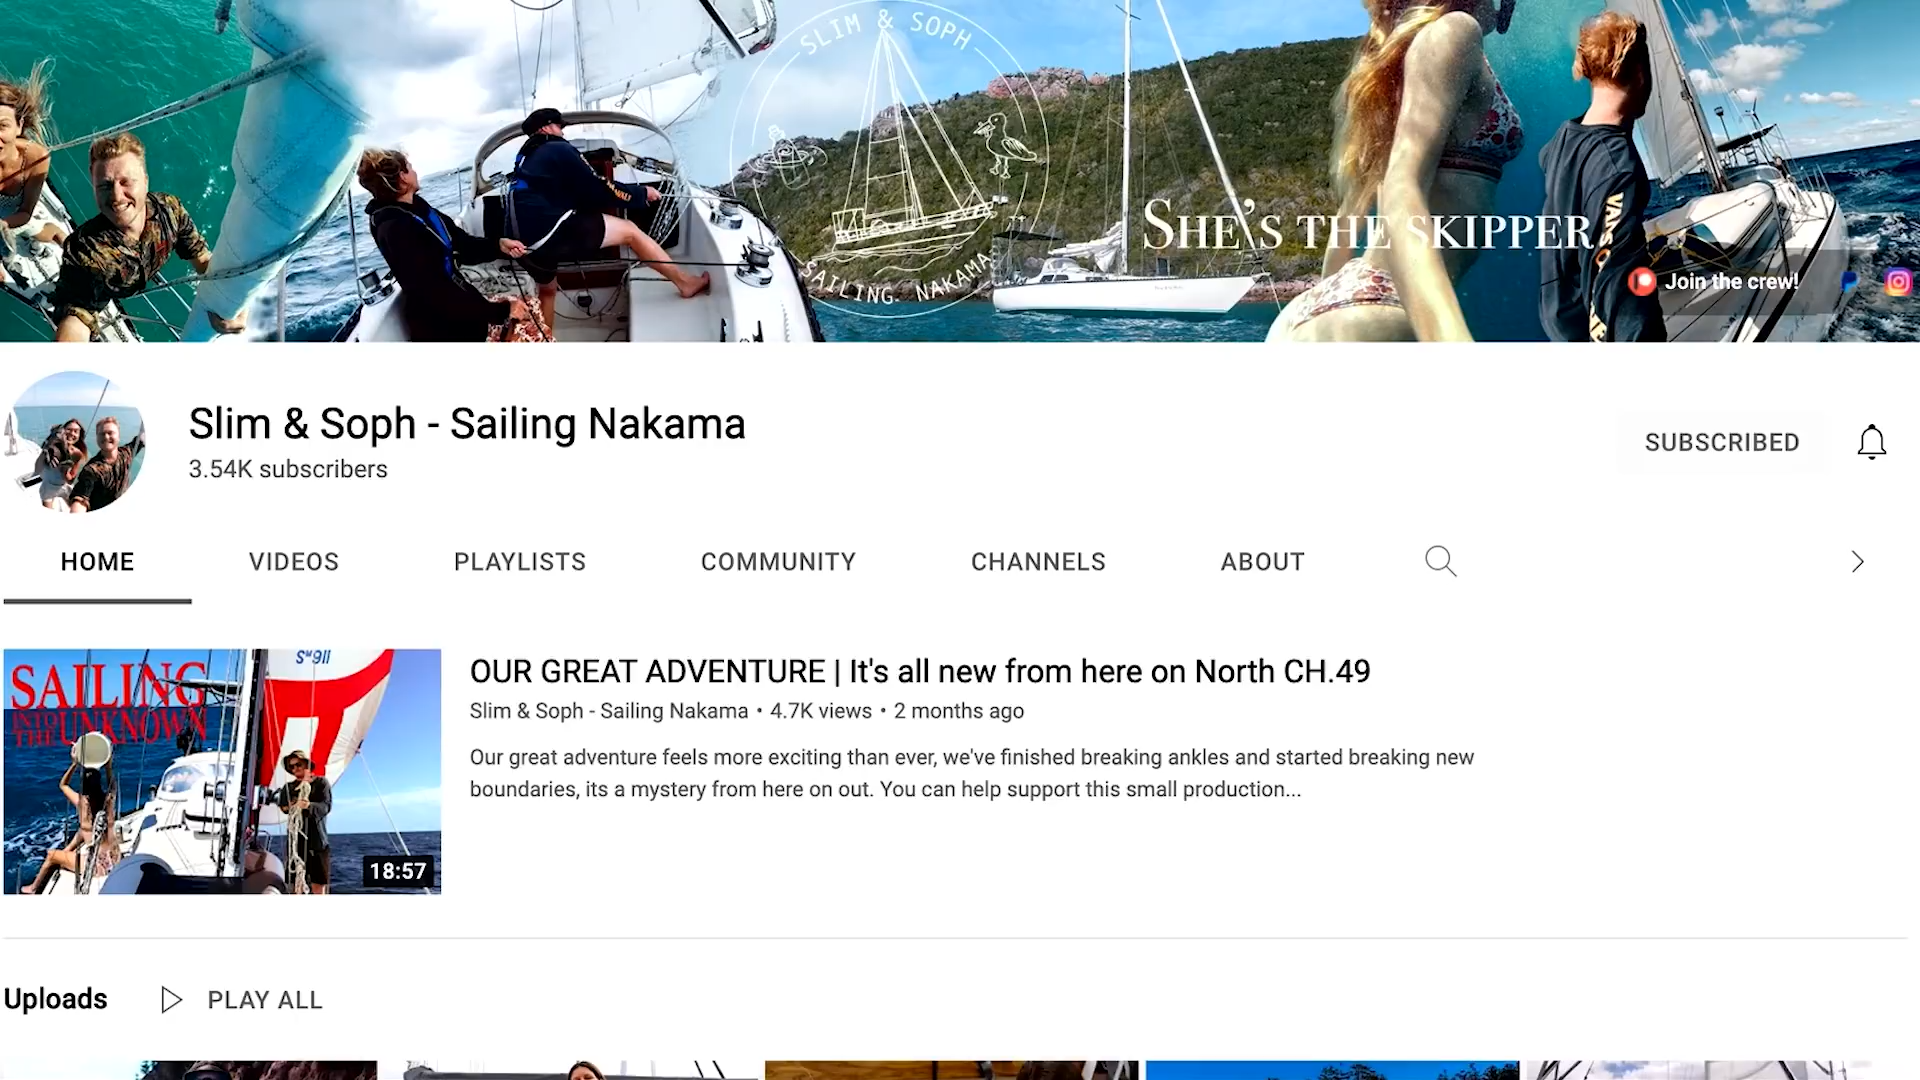 SLIM & SOPH
SAILING NAKAMA
SHE'S THE SKIPPER
Join the crew!
Slim & Soph - Sailing Nakama
3.54K subscribers
SUBSCRIBED
HOME VIDEOS PLAYLISTS COMMUNITY CHANNELS ABOUT
SAILING
INTO
THE UNKNOWN
911
18:57
OUR GREAT ADVENTURE | It's all new from here on North CH.49
Slim & Soph - Sailing Nakama • 4.7K views • 2 months ago
Our great adventure feels more exciting than ever, we've finished breaking ankles and started breaking new
boundaries, its a mystery from here on out. You can help support this small production...
Uploads PLAY ALL